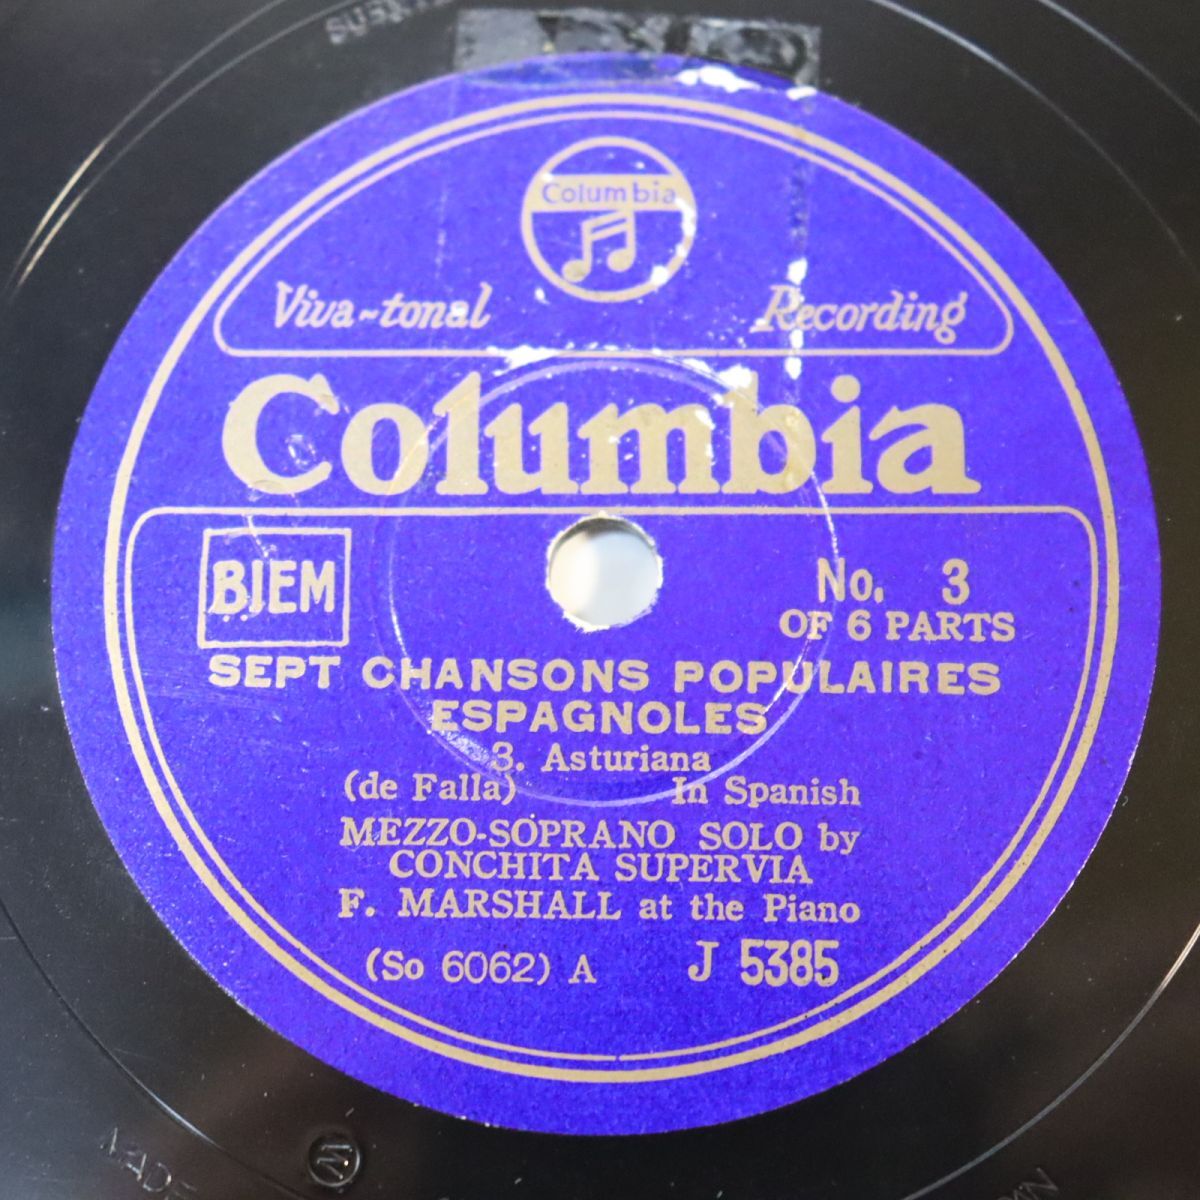 Columbia
Viva-tonal Recording
Columbia
BIEM
No. 3
OF 6 PARTS
SEPT CHANSONS POPULAIRES
ESPAGNOLES
3. Asturiana
(de Falla) In Spanish
MEZZO-SOPRANO SOLO by
CONCHITA SUPERVIA
F. MARSHALL at the Piano
(So 6062) A J 5385
MADE
W